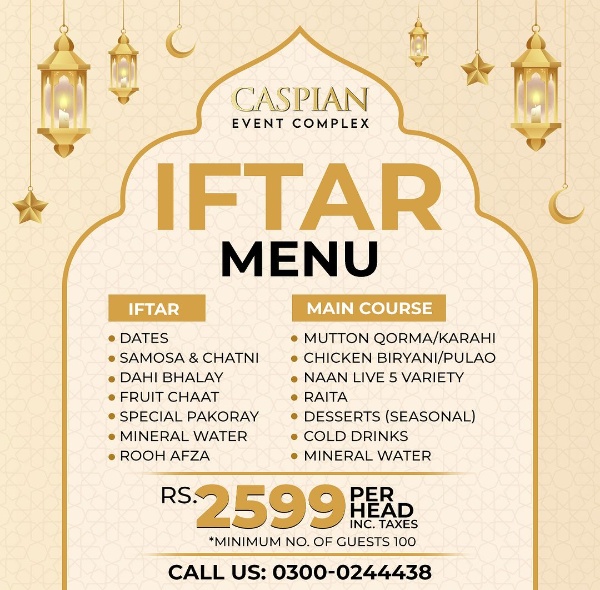 CASPIAN
EVENT COMPLEX
IFTAR
MENU
IFTAR
DATES
SAMOSA & CHATNI
DAHI BHALAY
FRUIT CHAAT
SPECIAL PAKORAY
MINERAL WATER
ROOH AFZA
MAIN COURSE
MUTTON QORMA/KARAHI
CHICKEN BIRYANI/PULAO
NAAN LIVE 5 VARIETY
RAITA
DESSERTS (SEASONAL)
COLD DRINKS
MINERAL WATER
RS.2599 PER HEAD INC. TAXES
*MINIMUM NO. OF GUESTS 100
CALL US: 0300-0244438